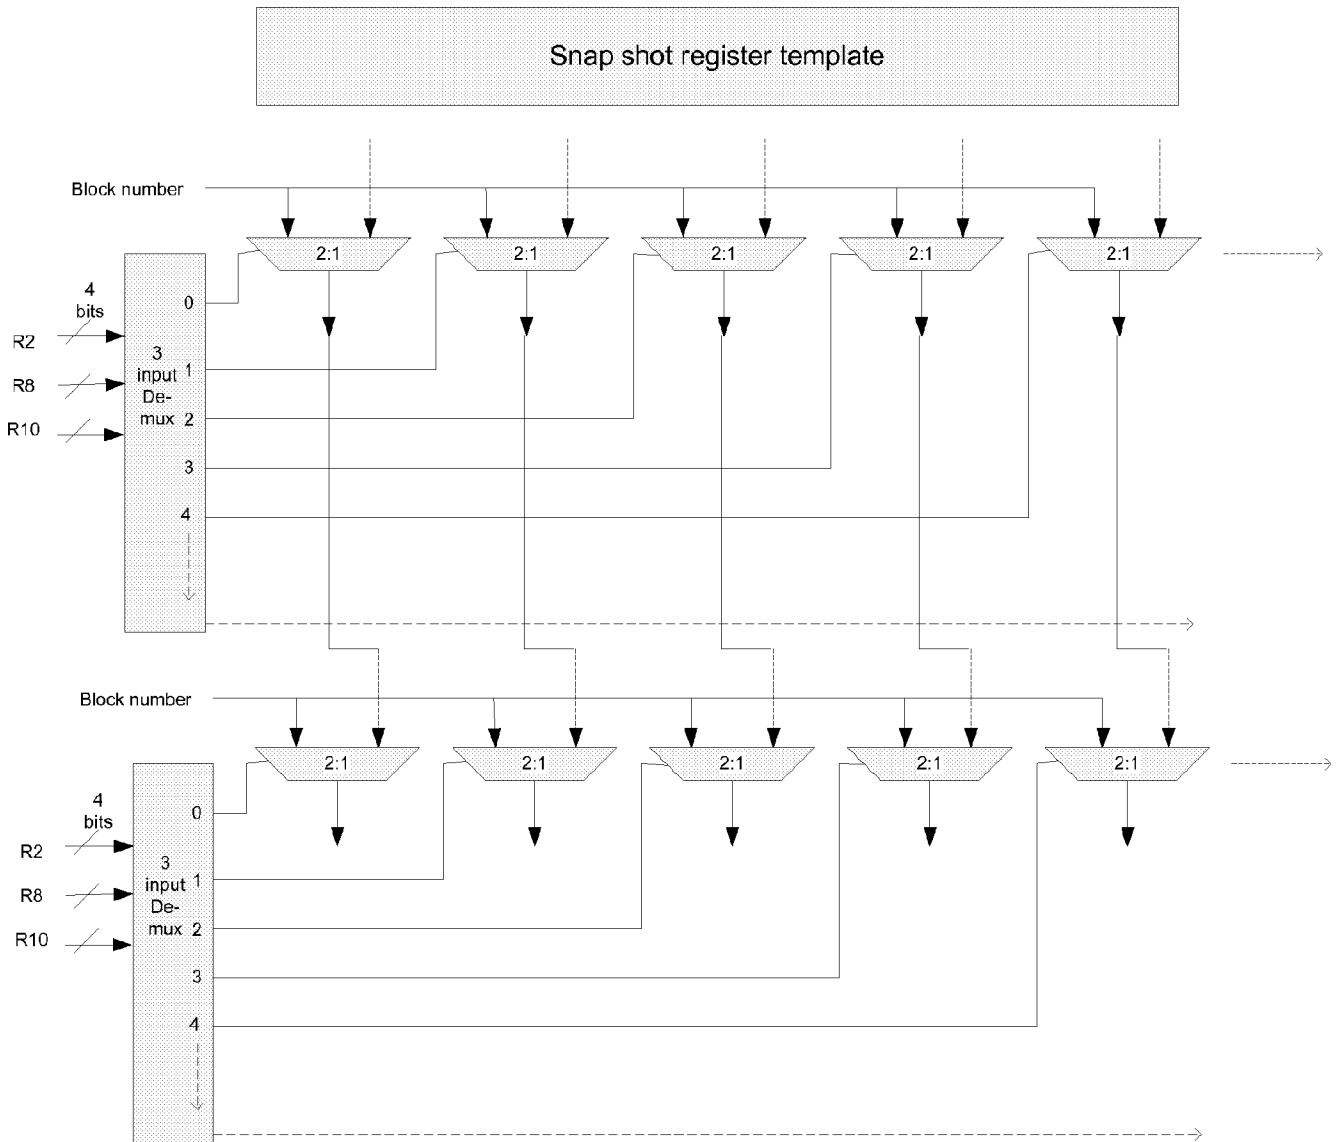 Snap shot register template
Block number
2:1 2:1 2:1 2:1 2:1
4
bits
0
R2
3
input
De-
mux
1
R8
2
R10
3
4
Block number
2:1 2:1 2:1 2:1 2:1
4
bits
0
R2
3
input
De-
mux
1
R8
2
R10
3
4